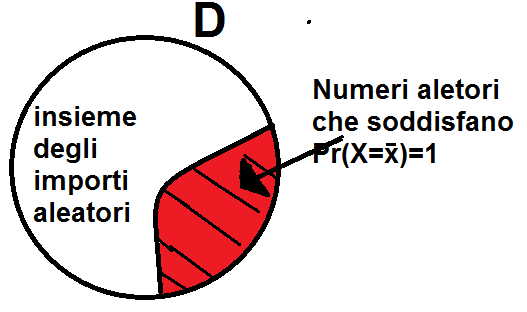 D
insieme
degli
importi
aleatori
Numeri aletori
che soddisfano
Pr(X=x̄)=1